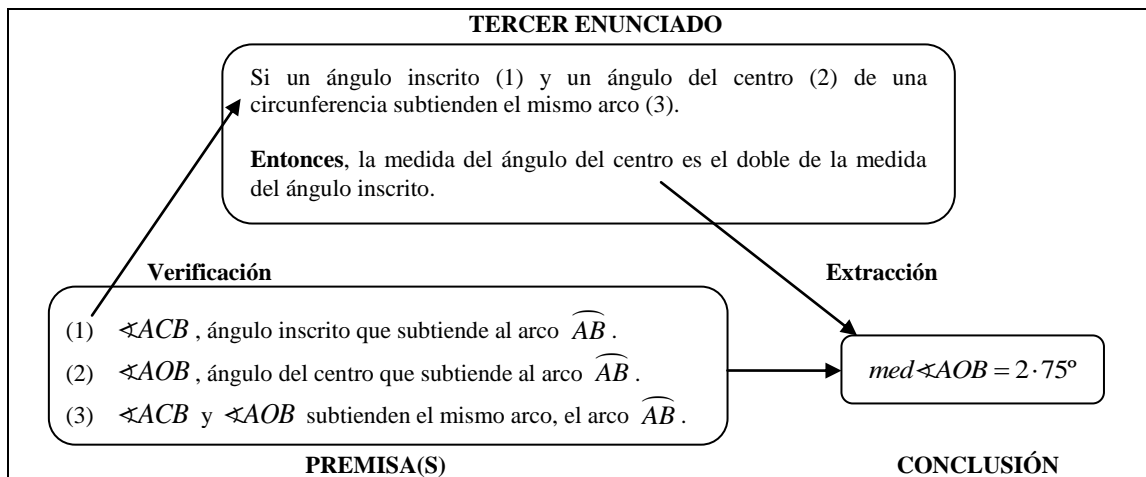 TERCER ENUNCIADO
Si un ángulo inscrito (1) y un ángulo del centro (2) de una
circunferencia subtienden el mismo arco (3).
Entonces, la medida del ángulo del centro es el doble de la medida
del ángulo inscrito.
Verificación
Extracción
(1) ∢ACB , ángulo inscrito que subtiende al arco \widehat{AB} .
(2) ∢AOB , ángulo del centro que subtiende al arco \widehat{AB} .
(3) ∢ACB y ∢AOB subtienden el mismo arco, el arco \widehat{AB} .
med∢AOB = 2·75º
PREMISA(S)
CONCLUSIÓN